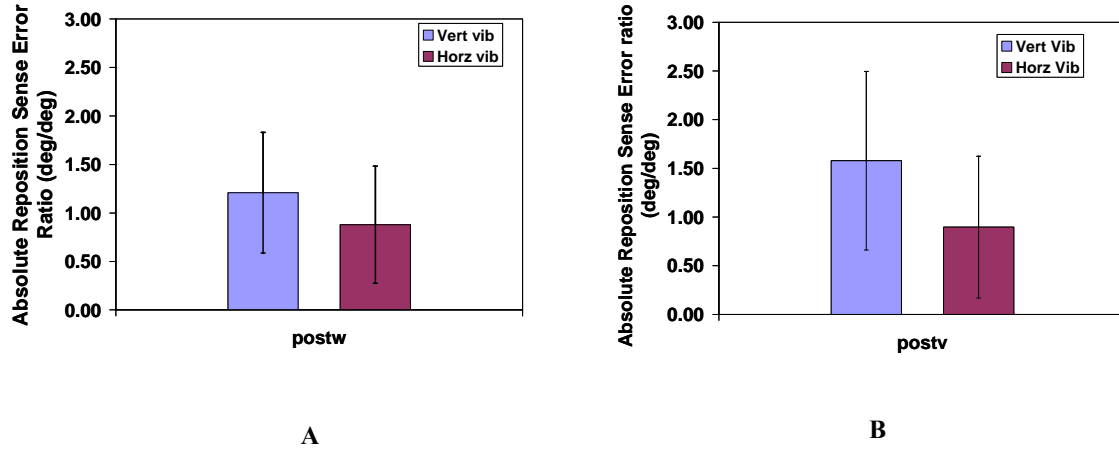 Absolute Reposition Sense Error
Ratio (deg/deg)
3.00
2.50
2.00
1.50
1.00
0.50
0.00
Vert vib
Horz vib
postw
A
Absolute Reposition Sense Error ratio
(deg/deg)
3.00
2.50
2.00
1.50
1.00
0.50
0.00
Vert Vib
Horz Vib
postv
B